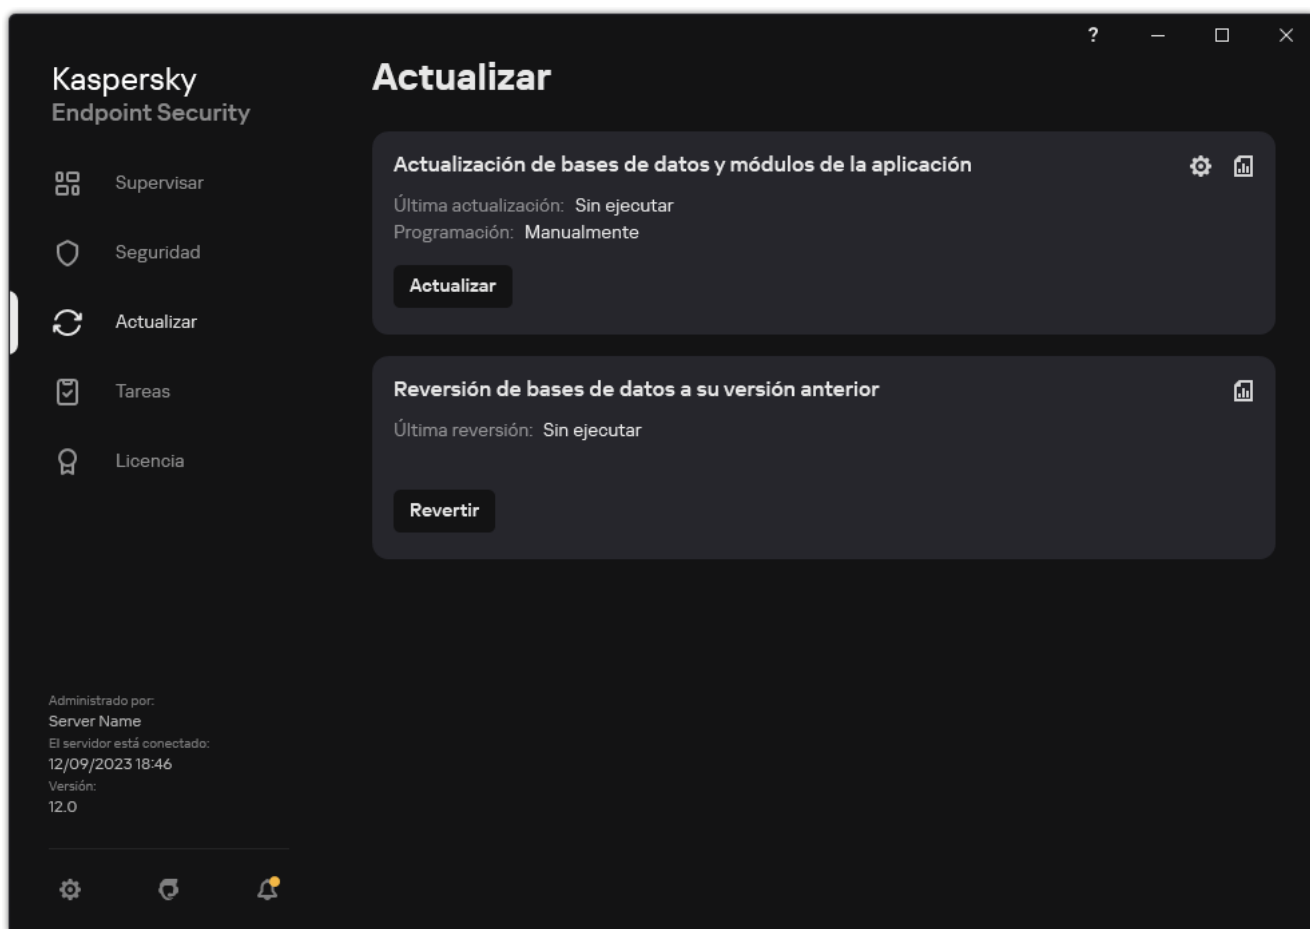 ?
Kaspersky
Endpoint Security
Supervisar
Seguridad
Actualizar
Tareas
Licencia
Administrado por:
Server Name
El servidor está conectado:
12/09/2023 18:46
Versión:
12.0
Actualizar
Actualización de bases de datos y módulos de la aplicación
Última actualización: Sin ejecutar
Programación: Manualmente
Actualizar
Reversión de bases de datos a su versión anterior
Última reversión: Sin ejecutar
Revertir